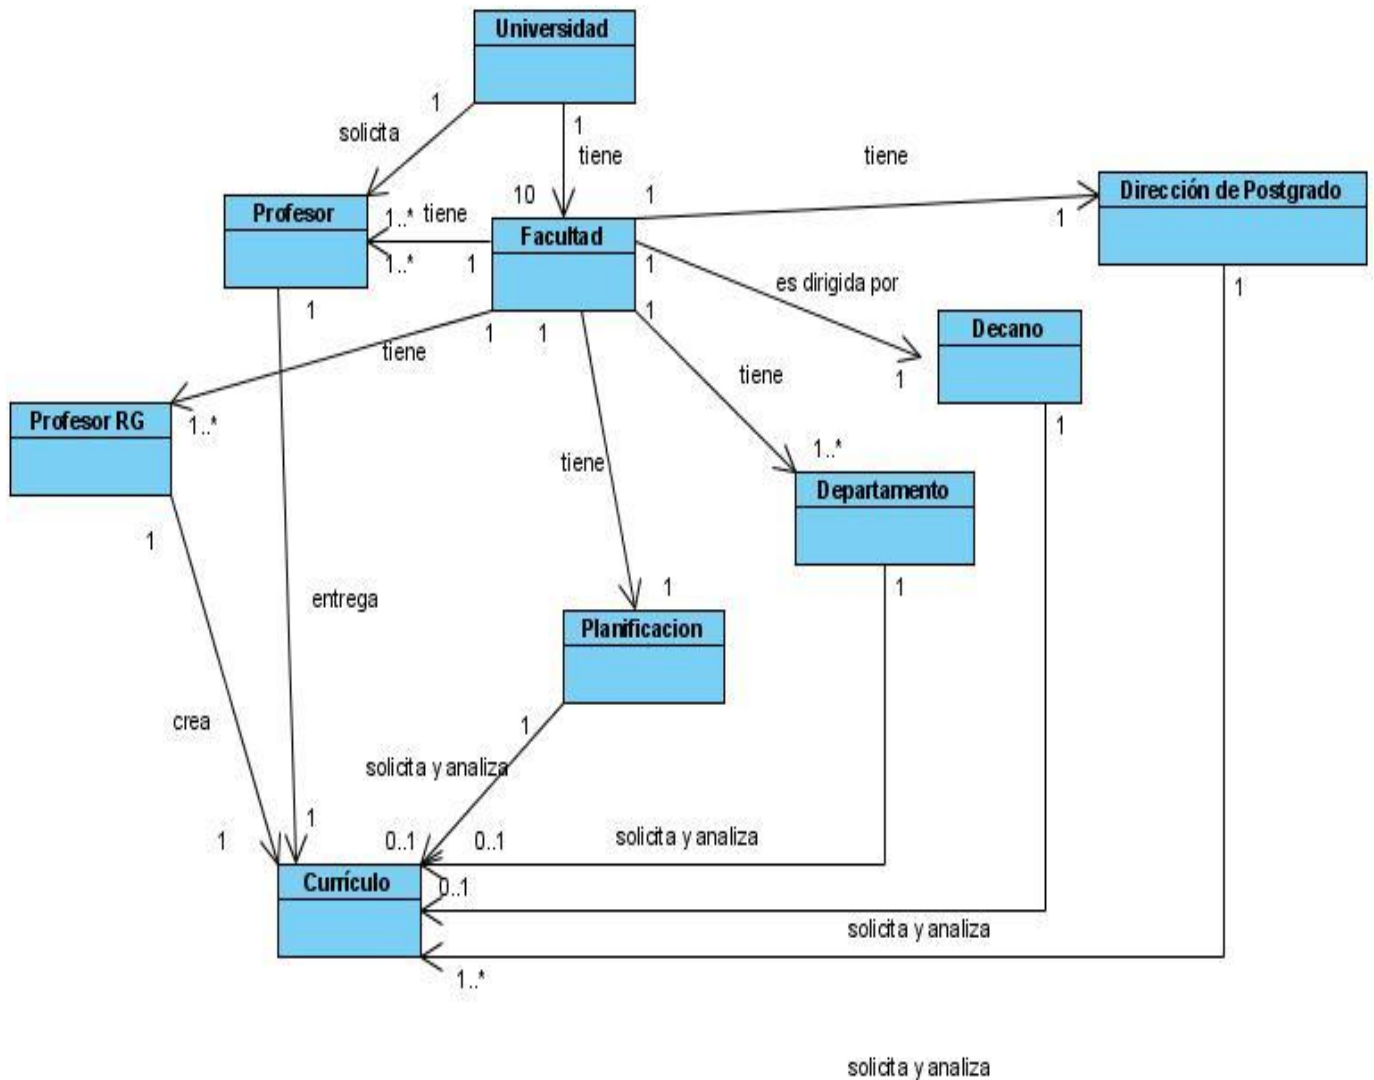 Universidad
1
1
solicita
tiene
tiene
10
1
Dirección de Postgrado
Profesor
1..*
tiene
1
Facultad
1..*
1
1
1
es dirigida por
1
1
1
1
1
Decano
tiene
tiene
1
Profesor RG
1..*
1
1..*
tiene
Departamento
1
1
1
entrega
Planificacion
crea
1
solicita y analiza
1
1
0..1
0..1
solicita y analiza
Currículo
0..1
solicita y analiza
1..*
solicita y analiza